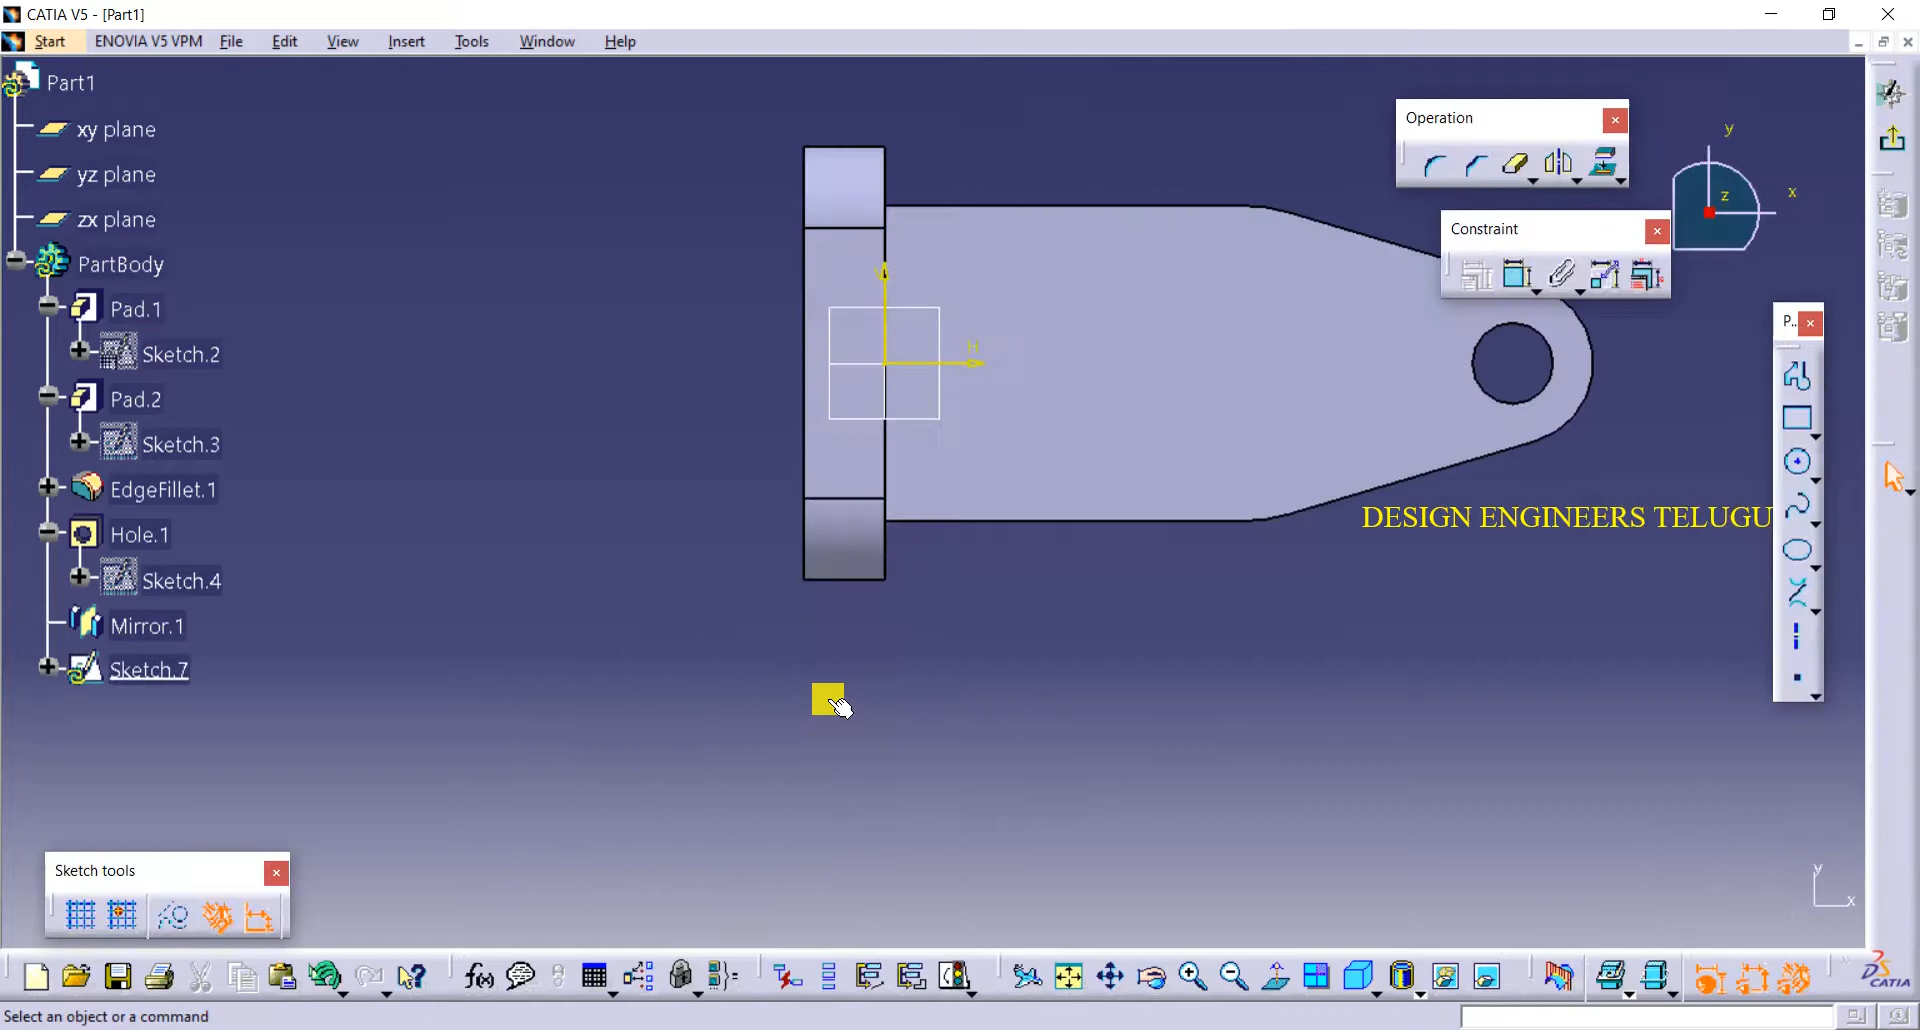 CATIA V5 - [Part1]
Start ENOVIA V5 VPM File Edit View Insert Tools Window Help
Part1
xy plane
yz plane
zx plane
PartBody
Pad.1
Sketch.2
Pad.2
Sketch.3
EdgeFillet.1
Hole.1
Sketch.4
Mirror.1
Sketch.7
V
H
Operation
Constraint
y
x
z
P..
DESIGN ENGINEERS TELUGU
Sketch tools
y
x
f(x)
DS CATIA
Select an object or a command